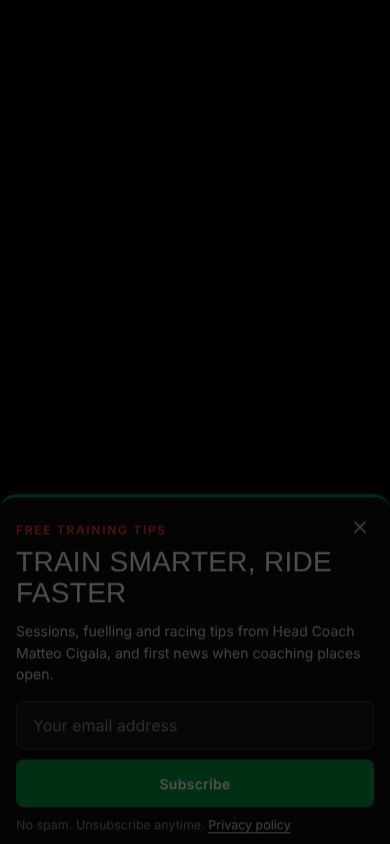 FREE TRAINING TIPS
TRAIN SMARTER, RIDE
FASTER
Sessions, fuelling and racing tips from Head Coach
Matteo Cigala, and first news when coaching places
open.
Your email address
Subscribe
No spam. Unsubscribe anytime. Privacy policy